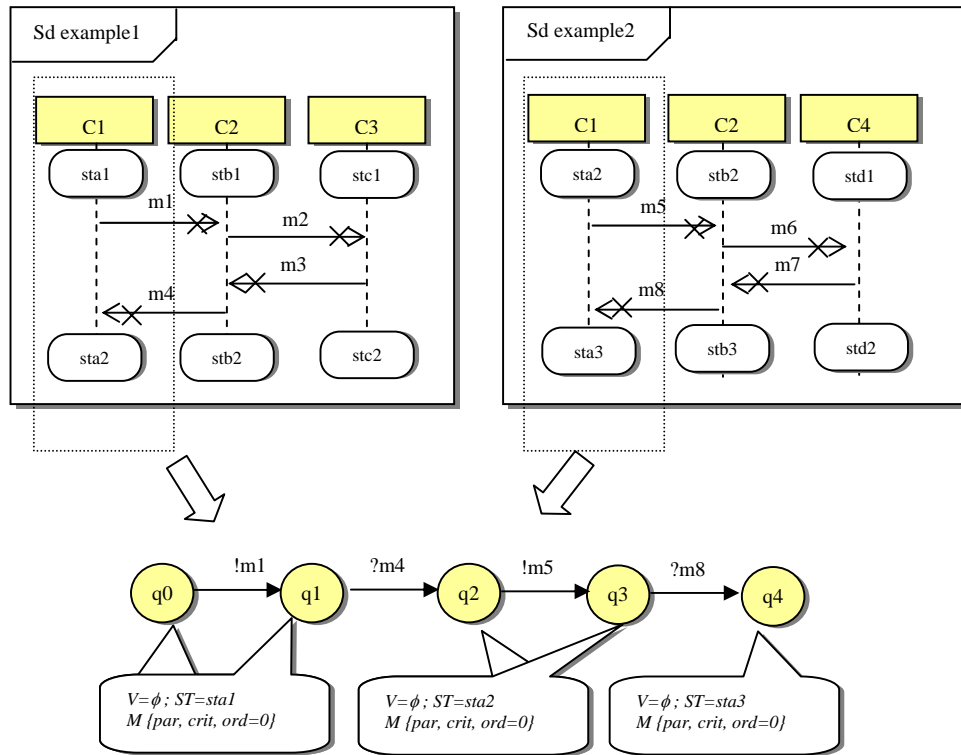 Sd example1
C1 C2 C3
sta1 stb1 stc1
m1
m2
m3
m4
sta2 stb2 stc2
Sd example2
C1 C2 C4
sta2 stb2 std1
m5
m6
m7
m8
sta3 stb3 std2
!m1 ?m4 !m5 ?m8
q0 q1 q2 q3 q4
V=ϕ ; ST=sta1
M {par, crit, ord=0}
V=ϕ ; ST=sta2
M {par, crit, ord=0}
V=ϕ ; ST=sta3
M {par, crit, ord=0}